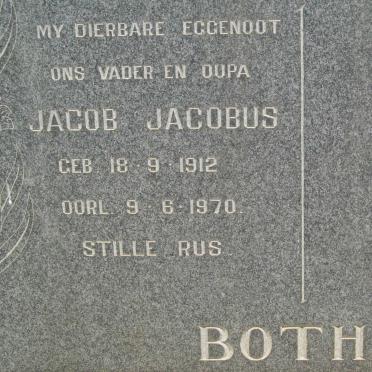 MY DIERBARE EGGENOOT
ONS VADER EN OUPA
JACOB JACOBUS
GEB. 18 · 9 · 1912
OORL. 9 · 6 · 1970.
STILLE RUS
BOTH